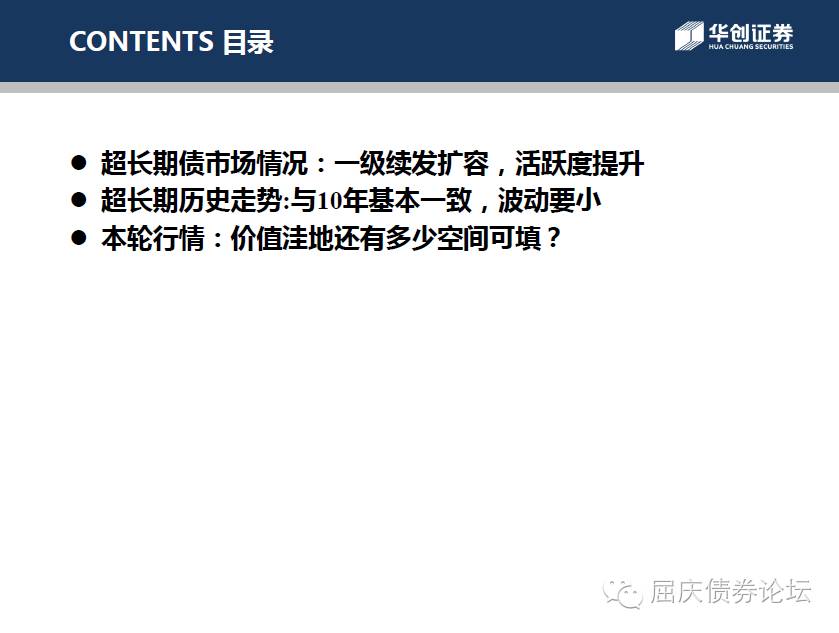 CONTENTS 目录
华创证券
HUA CHUANG SECURITIES
● 超长期债市场情况：一级续发扩容，活跃度提升
● 超长期历史走势:与10年基本一致，波动要小
● 本轮行情：价值洼地还有多少空间可填？
屈庆债券论坛